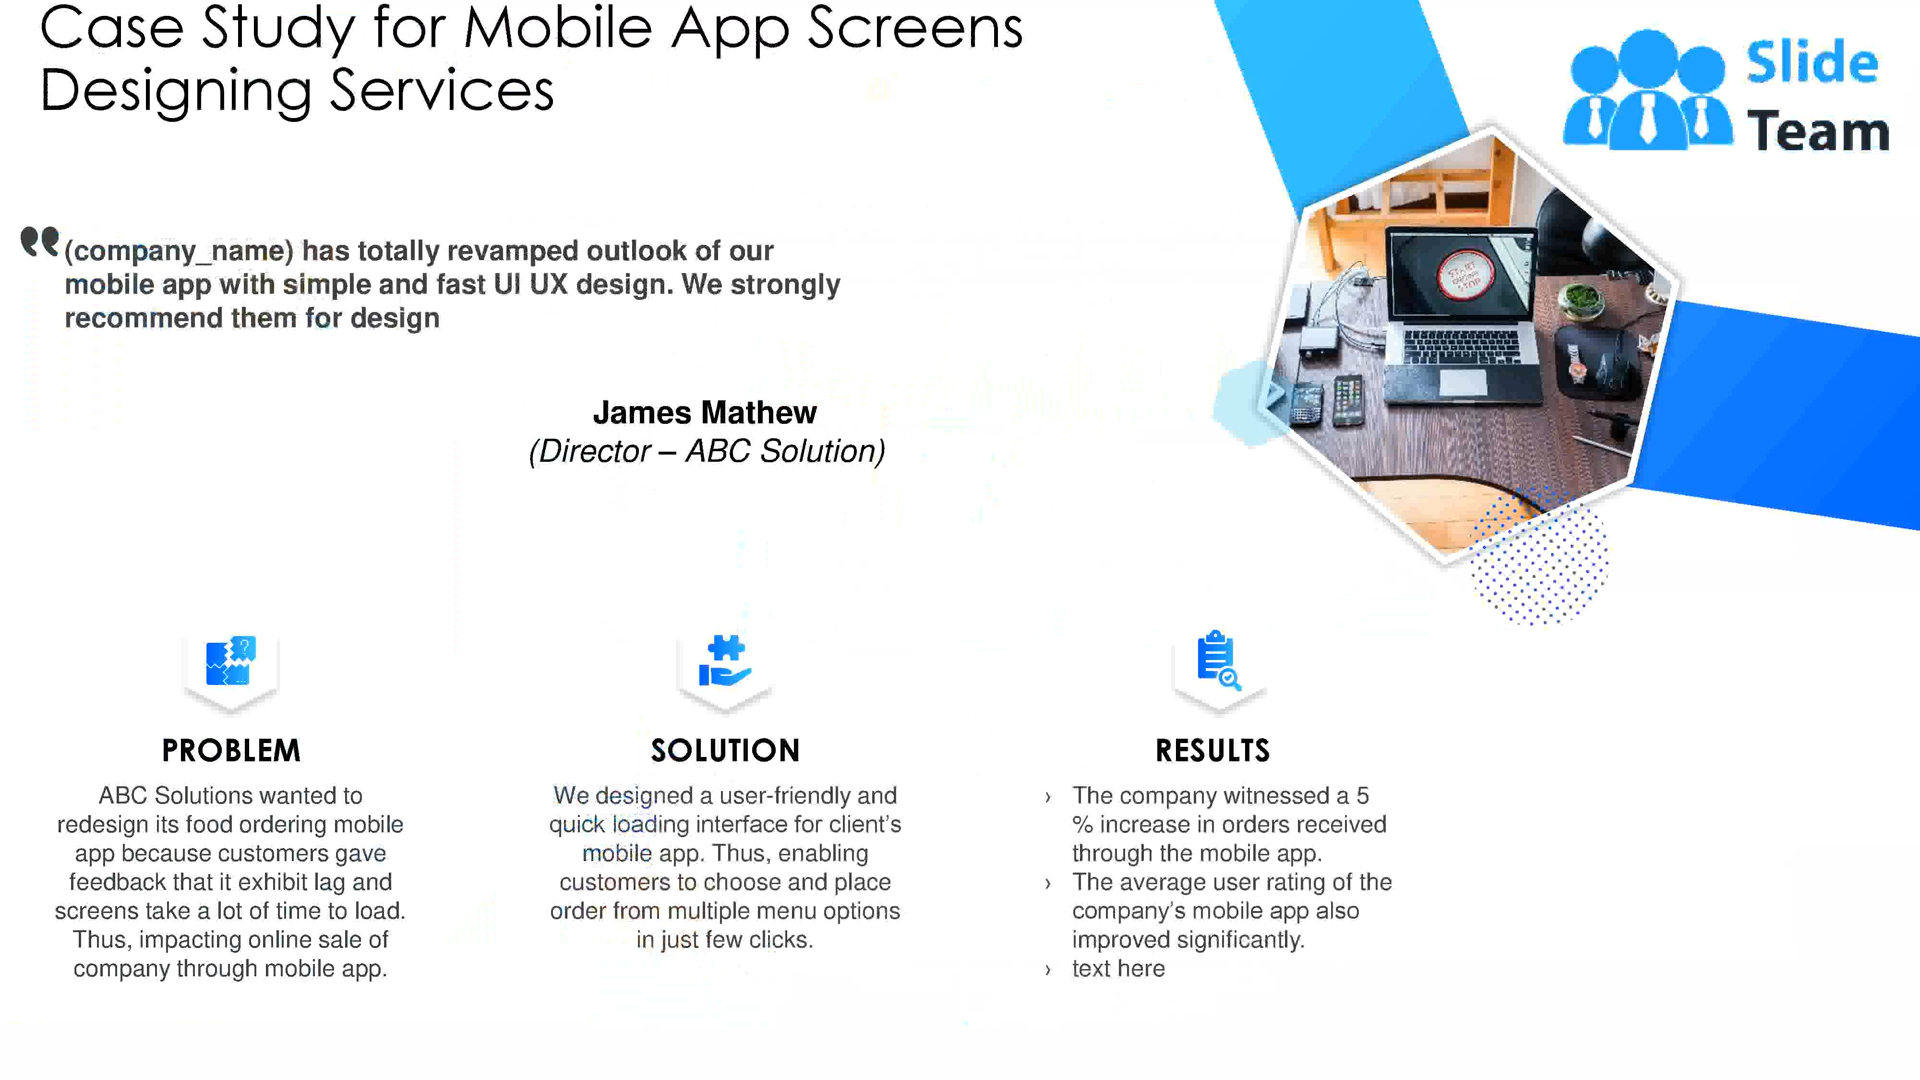 Case Study for Mobile App Screens
Designing Services
Slide
Team
❝(company_name) has totally revamped outlook of our
mobile app with simple and fast UI UX design. We strongly
recommend them for design
James Mathew
(Director – ABC Solution)
PROBLEM
ABC Solutions wanted to
redesign its food ordering mobile
app because customers gave
feedback that it exhibit lag and
screens take a lot of time to load.
Thus, impacting online sale of
company through mobile app.
SOLUTION
We designed a user-friendly and
quick loading interface for client’s
mobile app. Thus, enabling
customers to choose and place
order from multiple menu options
in just few clicks.
RESULTS
› The company witnessed a 5
% increase in orders received
through the mobile app.
› The average user rating of the
company’s mobile app also
improved significantly.
› text here